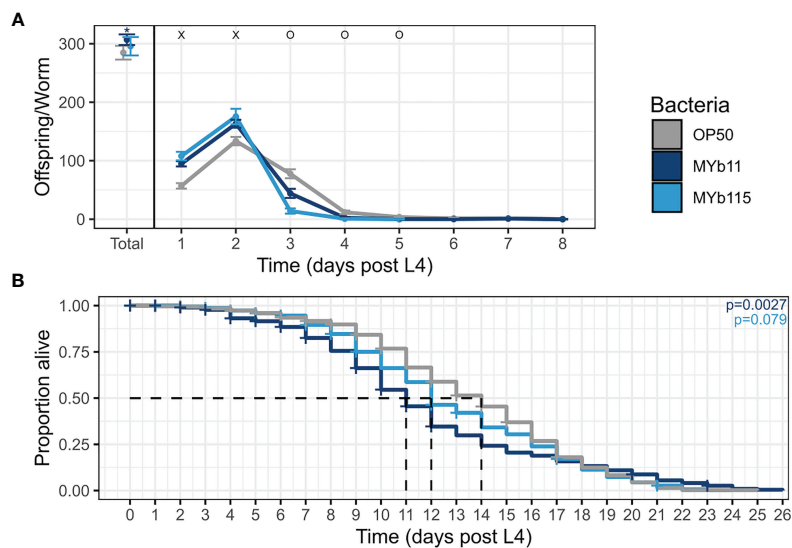 A
* x x o o o
300
200
100
0
Offspring/Worm
Total 1 2 3 4 5 6 7 8
Time (days post L4)
Bacteria
OP50
MYb11
MYb115
B
p=0.0027
p=0.079
1.00
0.75
0.50
0.25
0.00
Proportion alive
0 1 2 3 4 5 6 7 8 9 10 11 12 13 14 15 16 17 18 19 20 21 22 23 24 25 26
Time (days post L4)